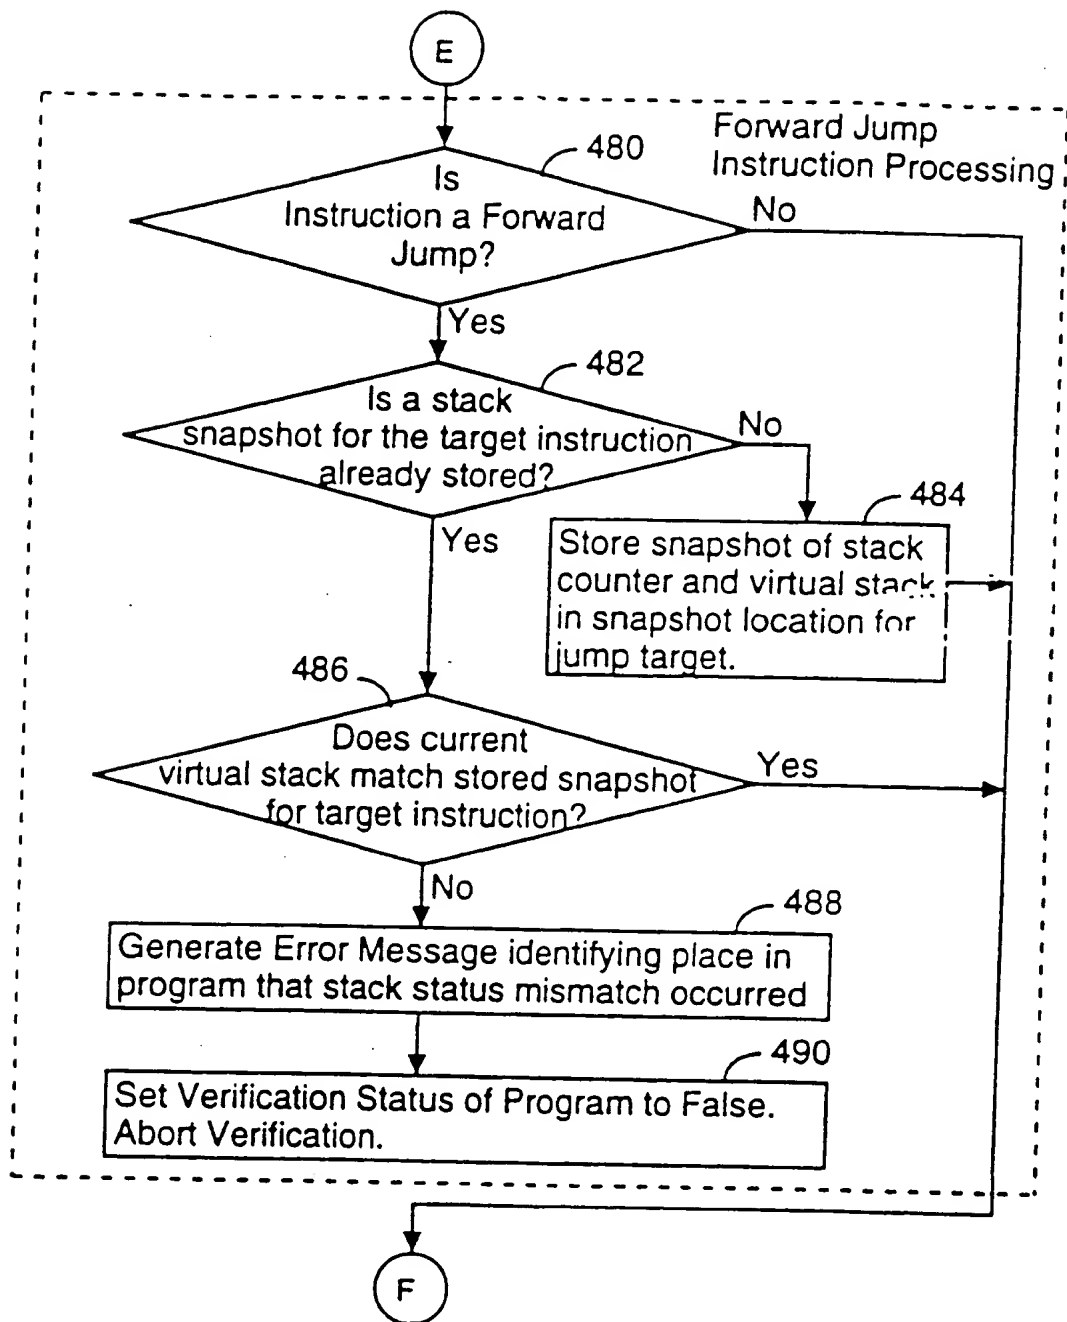 E
Forward Jump
Instruction Processing
480
Is
Instruction a Forward
Jump?
No
Yes
482
Is a stack
snapshot for the target instruction
already stored?
No
Yes
484
Store snapshot of stack
counter and virtual stack
in snapshot location for
jump target.
486
Does current
virtual stack match stored snapshot
for target instruction?
Yes
No
488
Generate Error Message identifying place in
program that stack status mismatch occurred
490
Set Verification Status of Program to False.
Abort Verification.
F